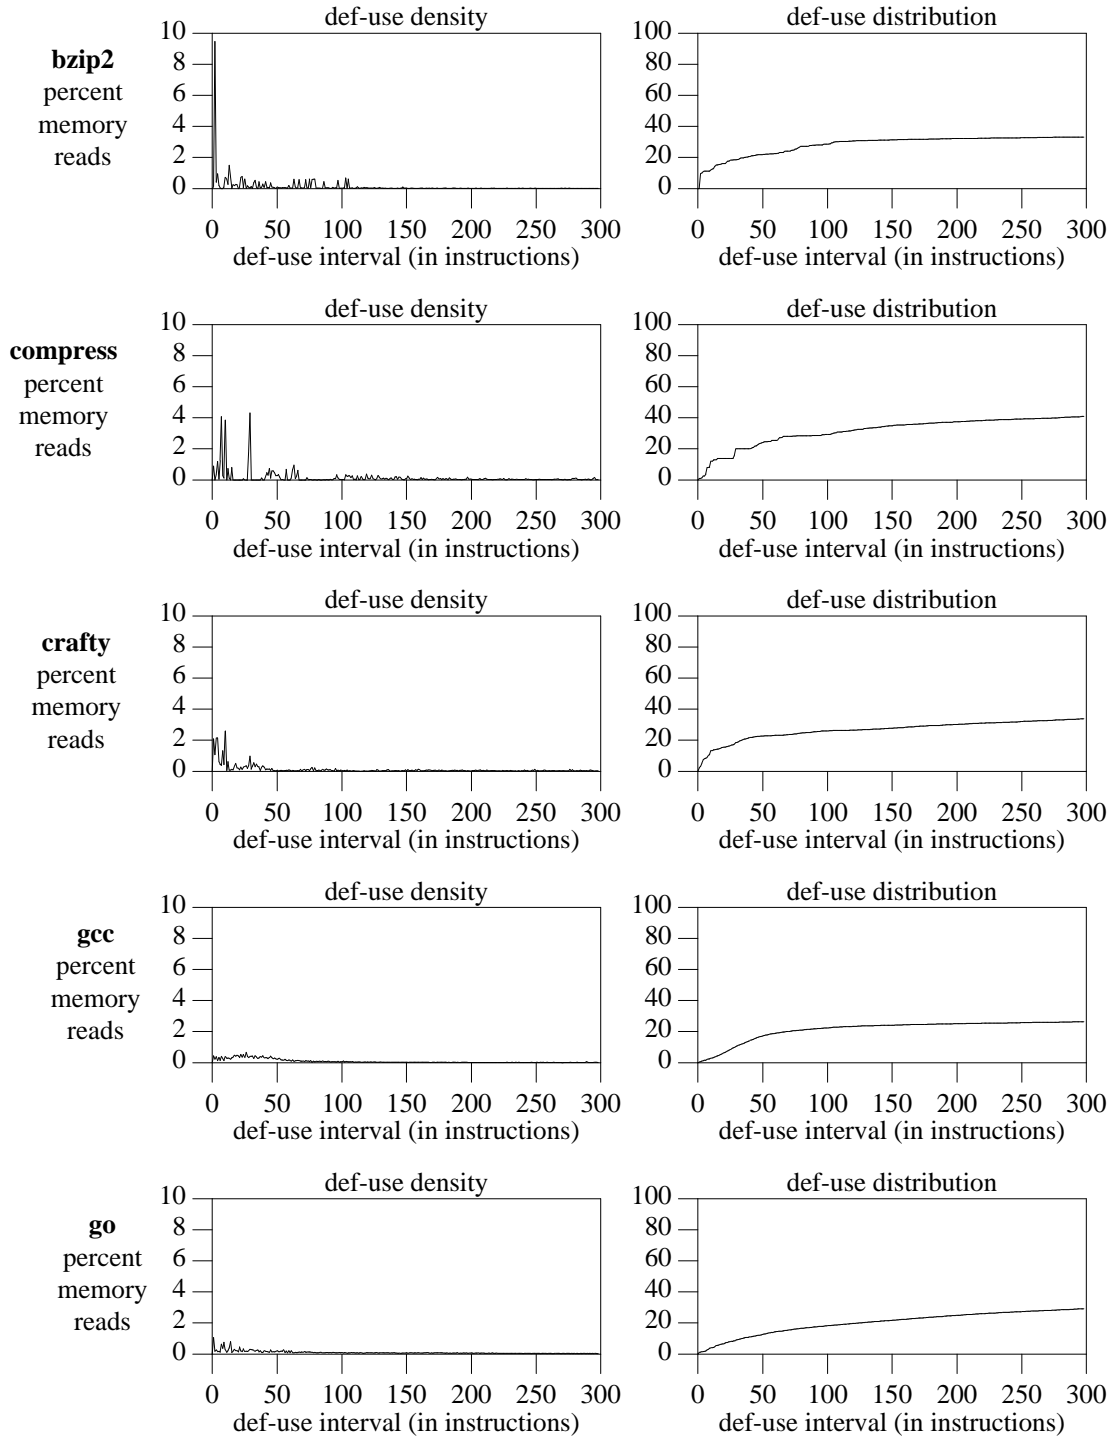 def-use density
def-use distribution
bzip2
percent
memory
reads
10
8
6
4
2
0
0 50 100 150 200 250 300
def-use interval (in instructions)
100
80
60
40
20
0
0 50 100 150 200 250 300
def-use interval (in instructions)
def-use density
def-use distribution
compress
percent
memory
reads
10
8
6
4
2
0
0 50 100 150 200 250 300
def-use interval (in instructions)
100
80
60
40
20
0
0 50 100 150 200 250 300
def-use interval (in instructions)
def-use density
def-use distribution
crafty
percent
memory
reads
10
8
6
4
2
0
0 50 100 150 200 250 300
def-use interval (in instructions)
100
80
60
40
20
0
0 50 100 150 200 250 300
def-use interval (in instructions)
def-use density
def-use distribution
gcc
percent
memory
reads
10
8
6
4
2
0
0 50 100 150 200 250 300
def-use interval (in instructions)
100
80
60
40
20
0
0 50 100 150 200 250 300
def-use interval (in instructions)
def-use density
def-use distribution
go
percent
memory
reads
10
8
6
4
2
0
0 50 100 150 200 250 300
def-use interval (in instructions)
100
80
60
40
20
0
0 50 100 150 200 250 300
def-use interval (in instructions)